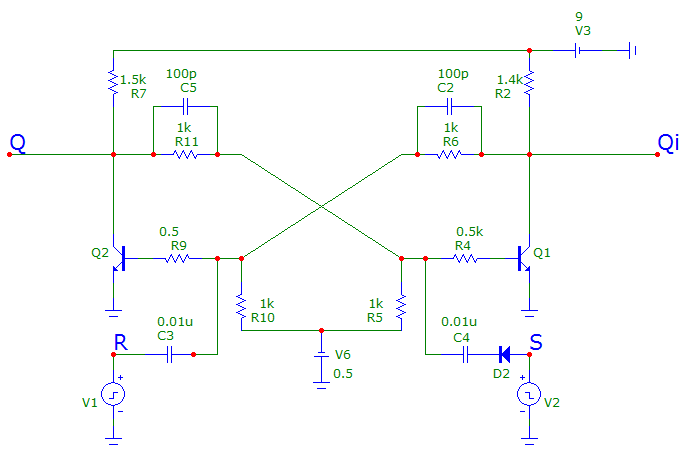 9
V3
1.5k
R7
100p
C5
100p
C2
1.4k
R2
1k
R11
1k
R6
Q
Qi
Q2
0.5
R9
0.5k
R4
Q1
1k
R10
1k
R5
0.01u
C3
R
V6
0.5
0.01u
C4
S
D2
V1
+
-
V2
+
-